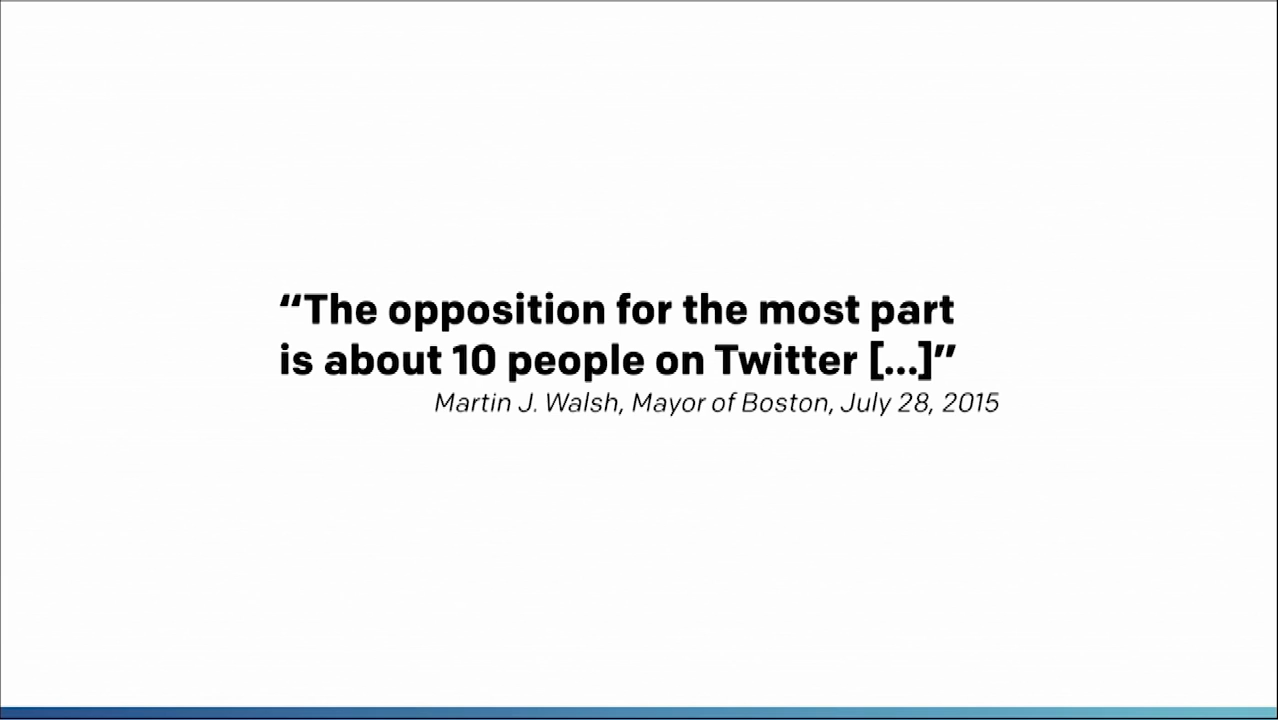 “The opposition for the most part
is about 10 people on Twitter [...]”
Martin J. Walsh, Mayor of Boston, July 28, 2015